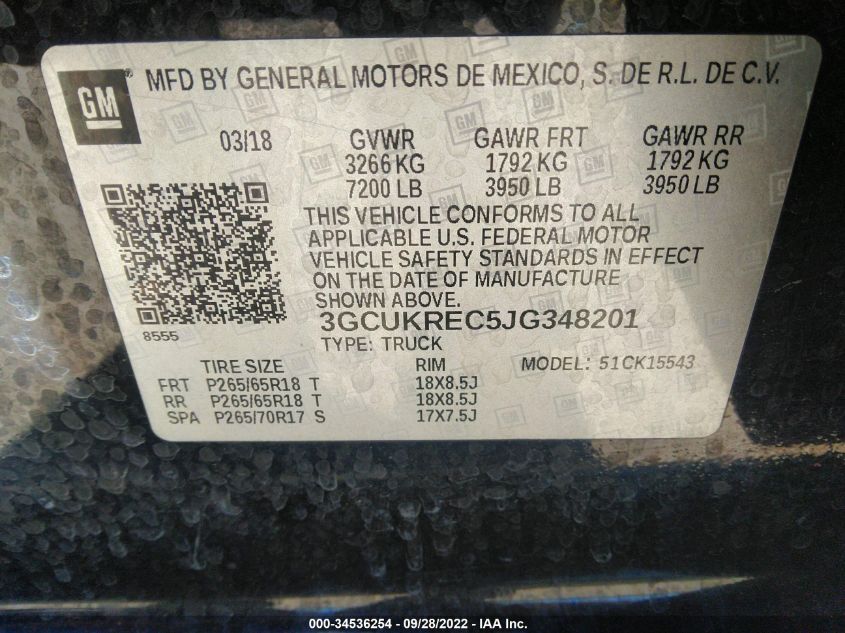 GM ® MFD BY GENERAL MOTORS DE MEXICO, S. DE R.L. DE C.V.
03/18 GVWR GAWR FRT GAWR RR
3266 KG 1792 KG 1792 KG
7200 LB 3950 LB 3950 LB
THIS VEHICLE CONFORMS TO ALL
APPLICABLE U.S. FEDERAL MOTOR
VEHICLE SAFETY STANDARDS IN EFFECT
ON THE DATE OF MANUFACTURE
SHOWN ABOVE.
3GCUKREC5JG348201
8555 TYPE: TRUCK
TIRE SIZE RIM MODEL: 51CK15543
FRT P265/65R18 T 18X8.5J
RR P265/65R18 T 18X8.5J
SPA P265/70R17 S 17X7.5J
000-34536254 - 09/28/2022 - IAA Inc.